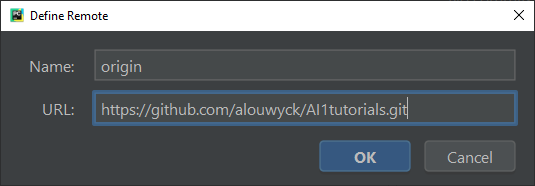 Define Remote
Name: origin
URL: https://github.com/alouwyck/AI1tutorials.git
OK Cancel